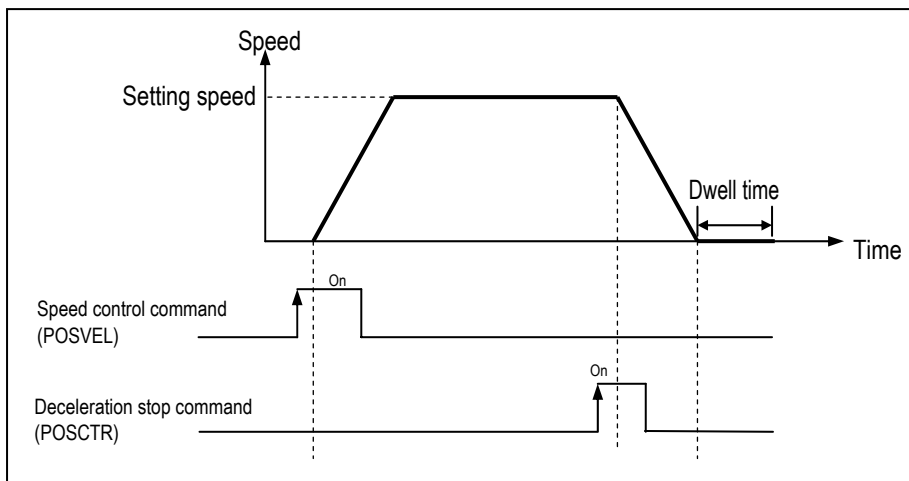 Speed
Setting speed
Dwell time
Time
On
Speed control command
(POSVEL)
On
Deceleration stop command
(POSCTR)